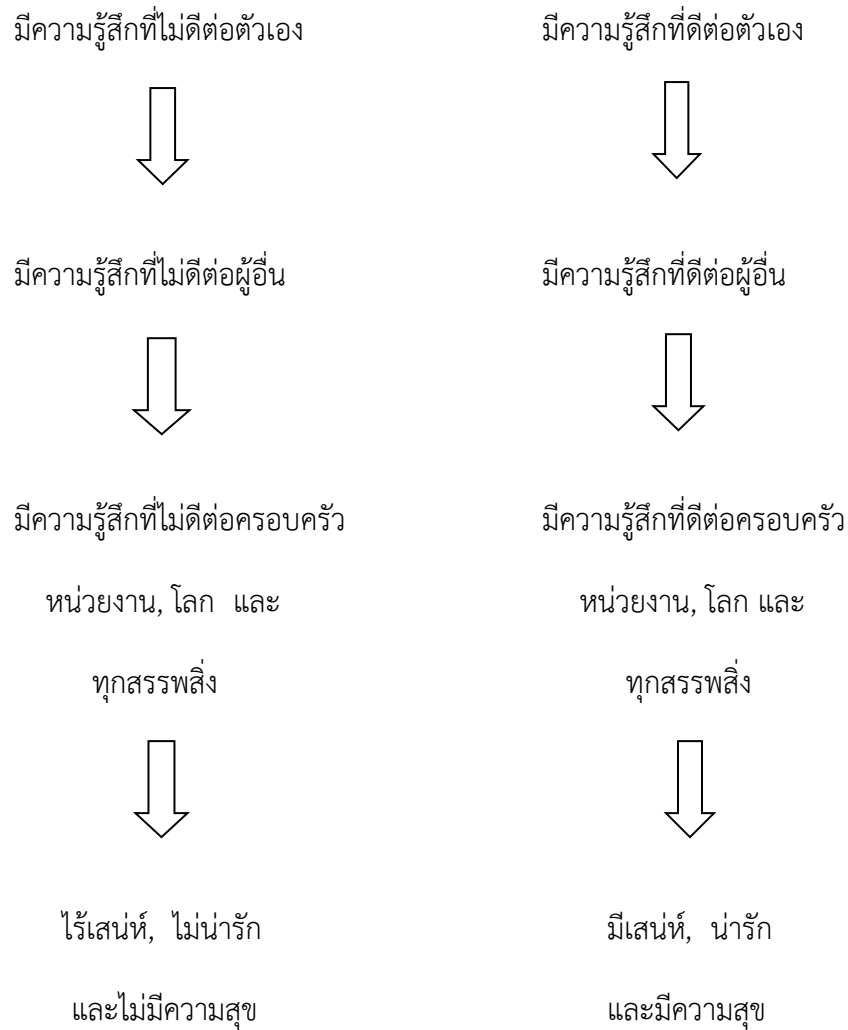 มีความรู้สึกที่ไม่ดีต่อตัวเอง
มีความรู้สึกที่ไม่ดีต่อผู้อื่น
มีความรู้สึกที่ไม่ดีต่อครอบครัว
หน่วยงาน, โลก และ
ทุกสรรพสิ่ง
ไร้เสน่ห์, ไม่น่ารัก
และไม่มีความสุข
มีความรู้สึกที่ดีต่อตัวเอง
มีความรู้สึกที่ดีต่อผู้อื่น
มีความรู้สึกที่ดีต่อครอบครัว
หน่วยงาน, โลก และ
ทุกสรรพสิ่ง
มีเสน่ห์, น่ารัก
และมีความสุข